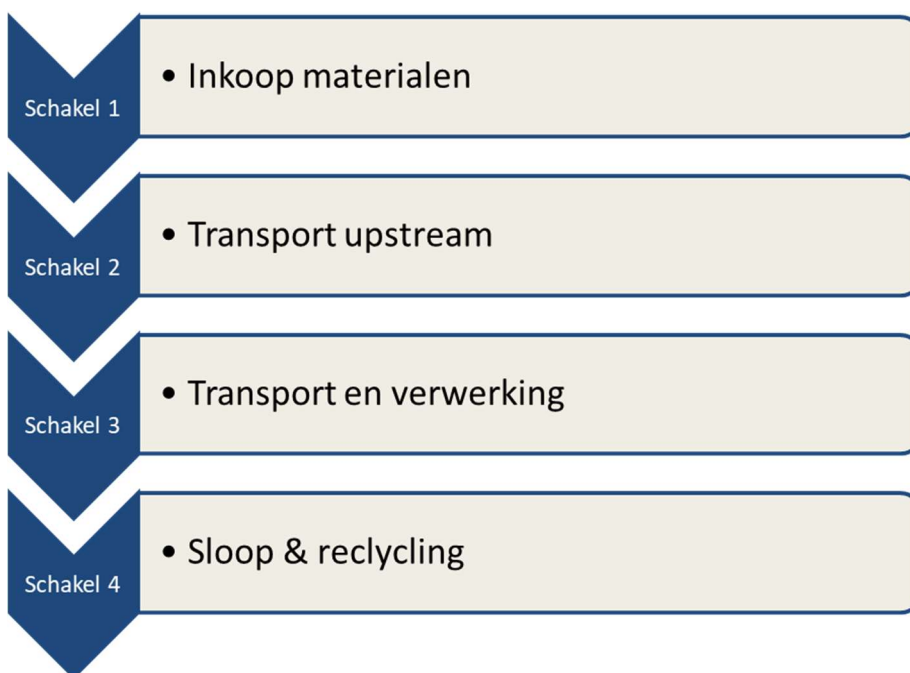 Schakel 1
• Inkoop materialen
Schakel 2
• Transport upstream
Schakel 3
• Transport en verwerking
Schakel 4
• Sloop & reclycling